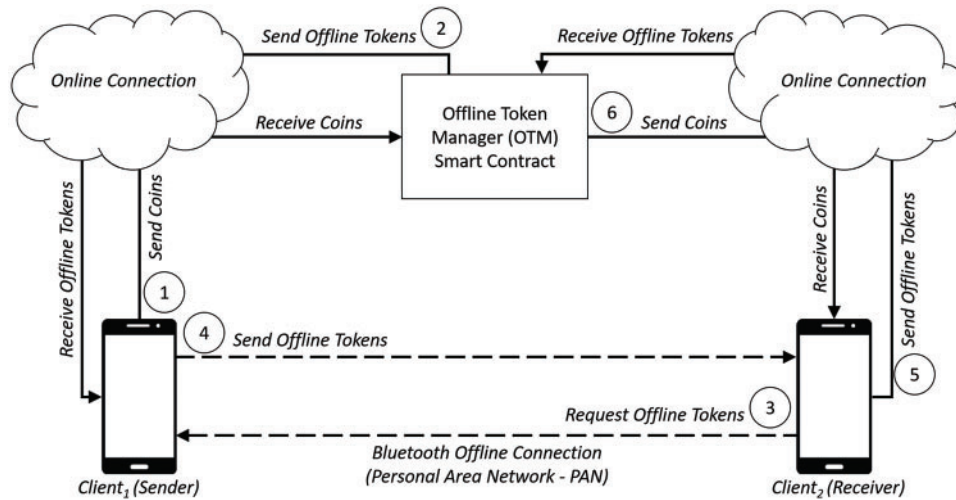 Send Offline Tokens
2
Receive Offline Tokens
Online Connection
Online Connection
Receive Coins
Offline Token
Manager (OTM)
Smart Contract
6
Send Coins
Receive Offline Tokens
Send Coins
Receive Coins
Send Offline Tokens
1
4
Send Offline Tokens
5
Request Offline Tokens
3
Bluetooth Offline Connection
(Personal Area Network - PAN)
Client₁ (Sender)
Client₂ (Receiver)